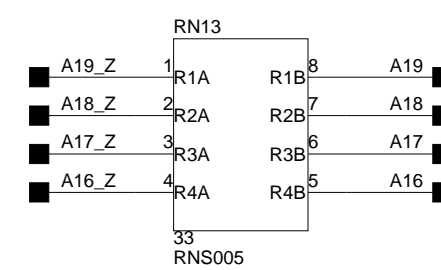 RN13
A19_Z 1 R1A R1B 8 A19
A18_Z 2 R2A R2B 7 A18
A17_Z 3 R3A R3B 6 A17
A16_Z 4 R4A R4B 5 A16
33
RNS005